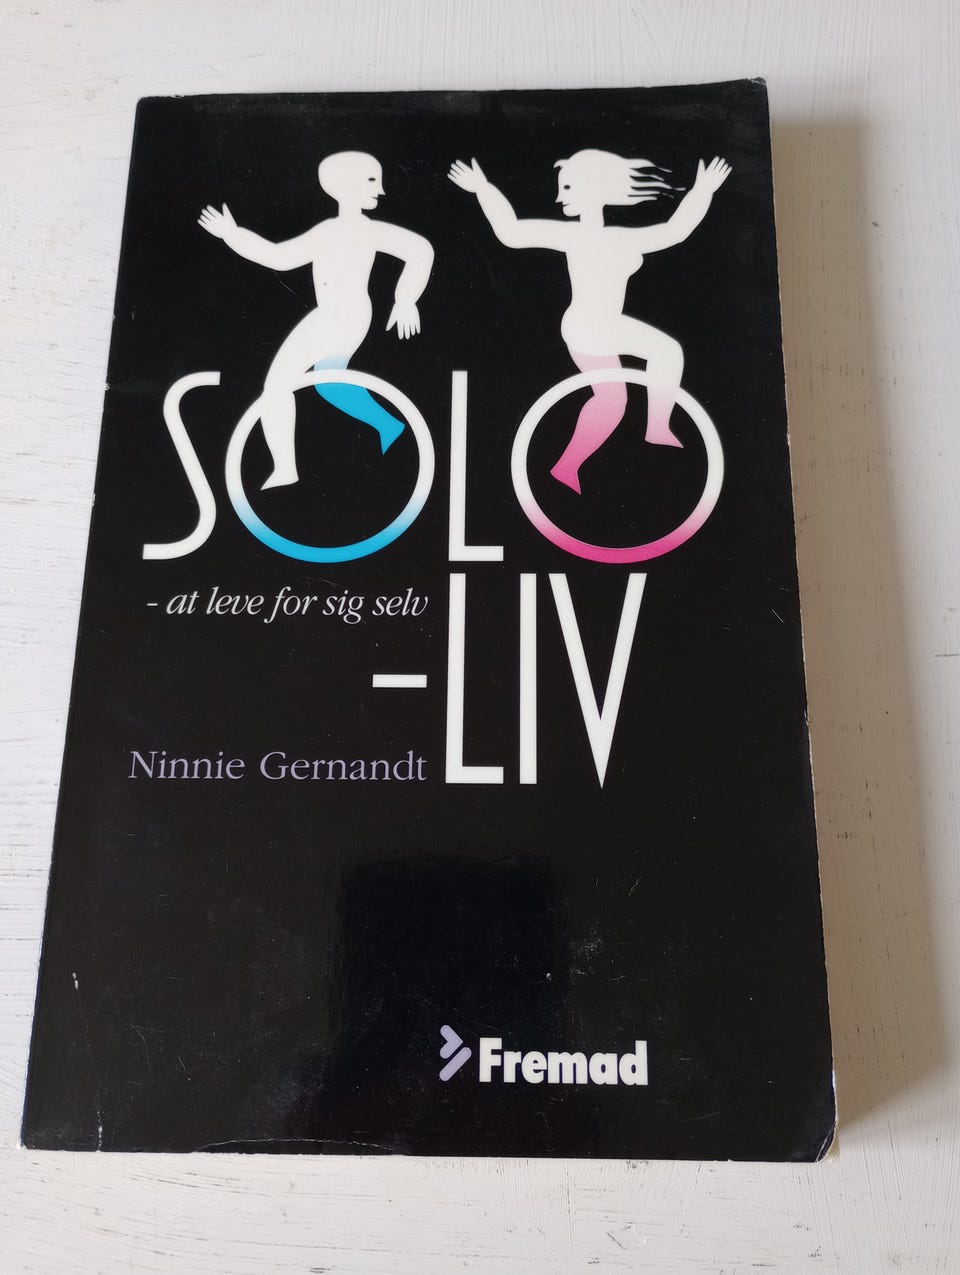 SOLO
- at leve for sig selv
-LIV
Ninnie Gernandt
Fremad